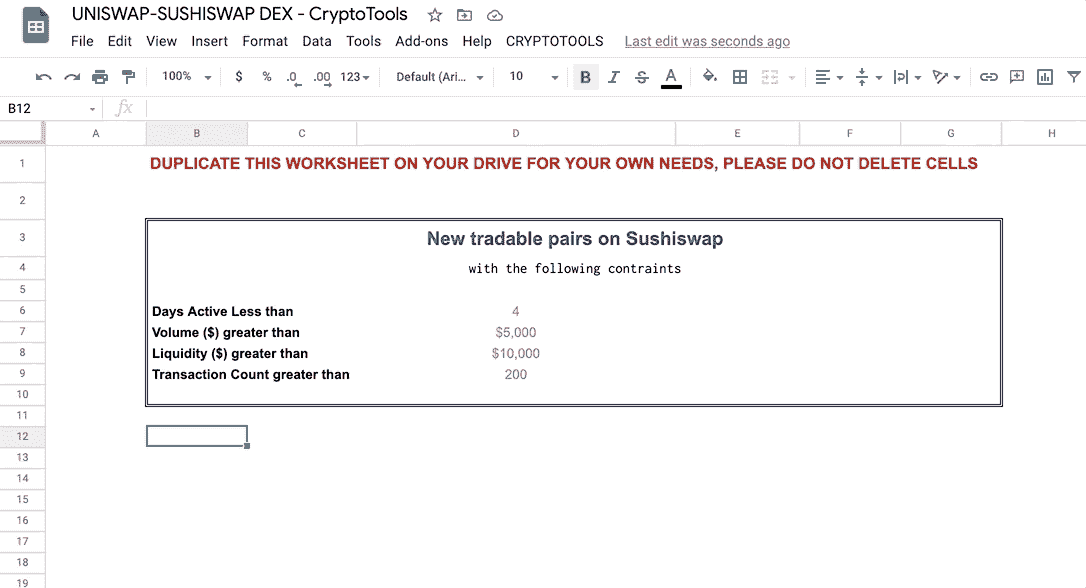 UNISWAP-SUSHISWAP DEX - CryptoTools
File Edit View Insert Format Data Tools Add-ons Help CRYPTOTOOLS Last edit was seconds ago
100% $ % .0 .00 123 Default (Ari... 10 B I S A
B12 fx
A B C D E F G H
1 DUPLICATE THIS WORKSHEET ON YOUR DRIVE FOR YOUR OWN NEEDS, PLEASE DO NOT DELETE CELLS
2
3 New tradable pairs on Sushiswap
4 with the following contraints
5
6 Days Active Less than 4
7 Volume ($) greater than $5,000
8 Liquidity ($) greater than $10,000
9 Transaction Count greater than 200
10
11
12
13
14
15
16
17
18
19